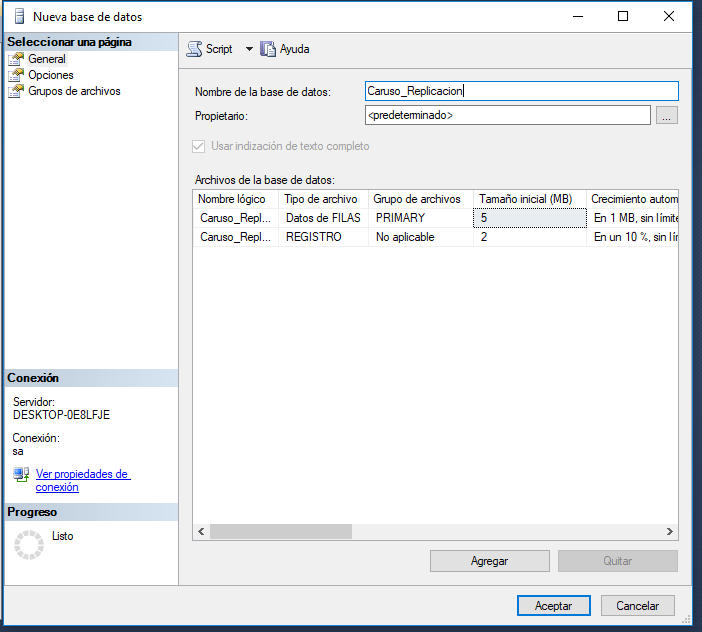 Nueva base de datos
Seleccionar una página
General
Opciones
Grupos de archivos
Script
Ayuda
Nombre de la base de datos:
Caruso_Replicacion
Propietario:
<predeterminado>
...
Usar indización de texto completo
Archivos de la base de datos:
Nombre lógico Tipo de archivo Grupo de archivos Tamaño inicial (MB) Crecimiento autom
Caruso_Repl... Datos de FILAS PRIMARY 5 En 1 MB, sin límite
Caruso_Repl... REGISTRO No aplicable 2 En un 10 %, sin lír
Conexión
Servidor:
DESKTOP-0E8LFJE
Conexión:
sa
Ver propiedades de
conexión
Progreso
Listo
Agregar
Quitar
Aceptar
Cancelar